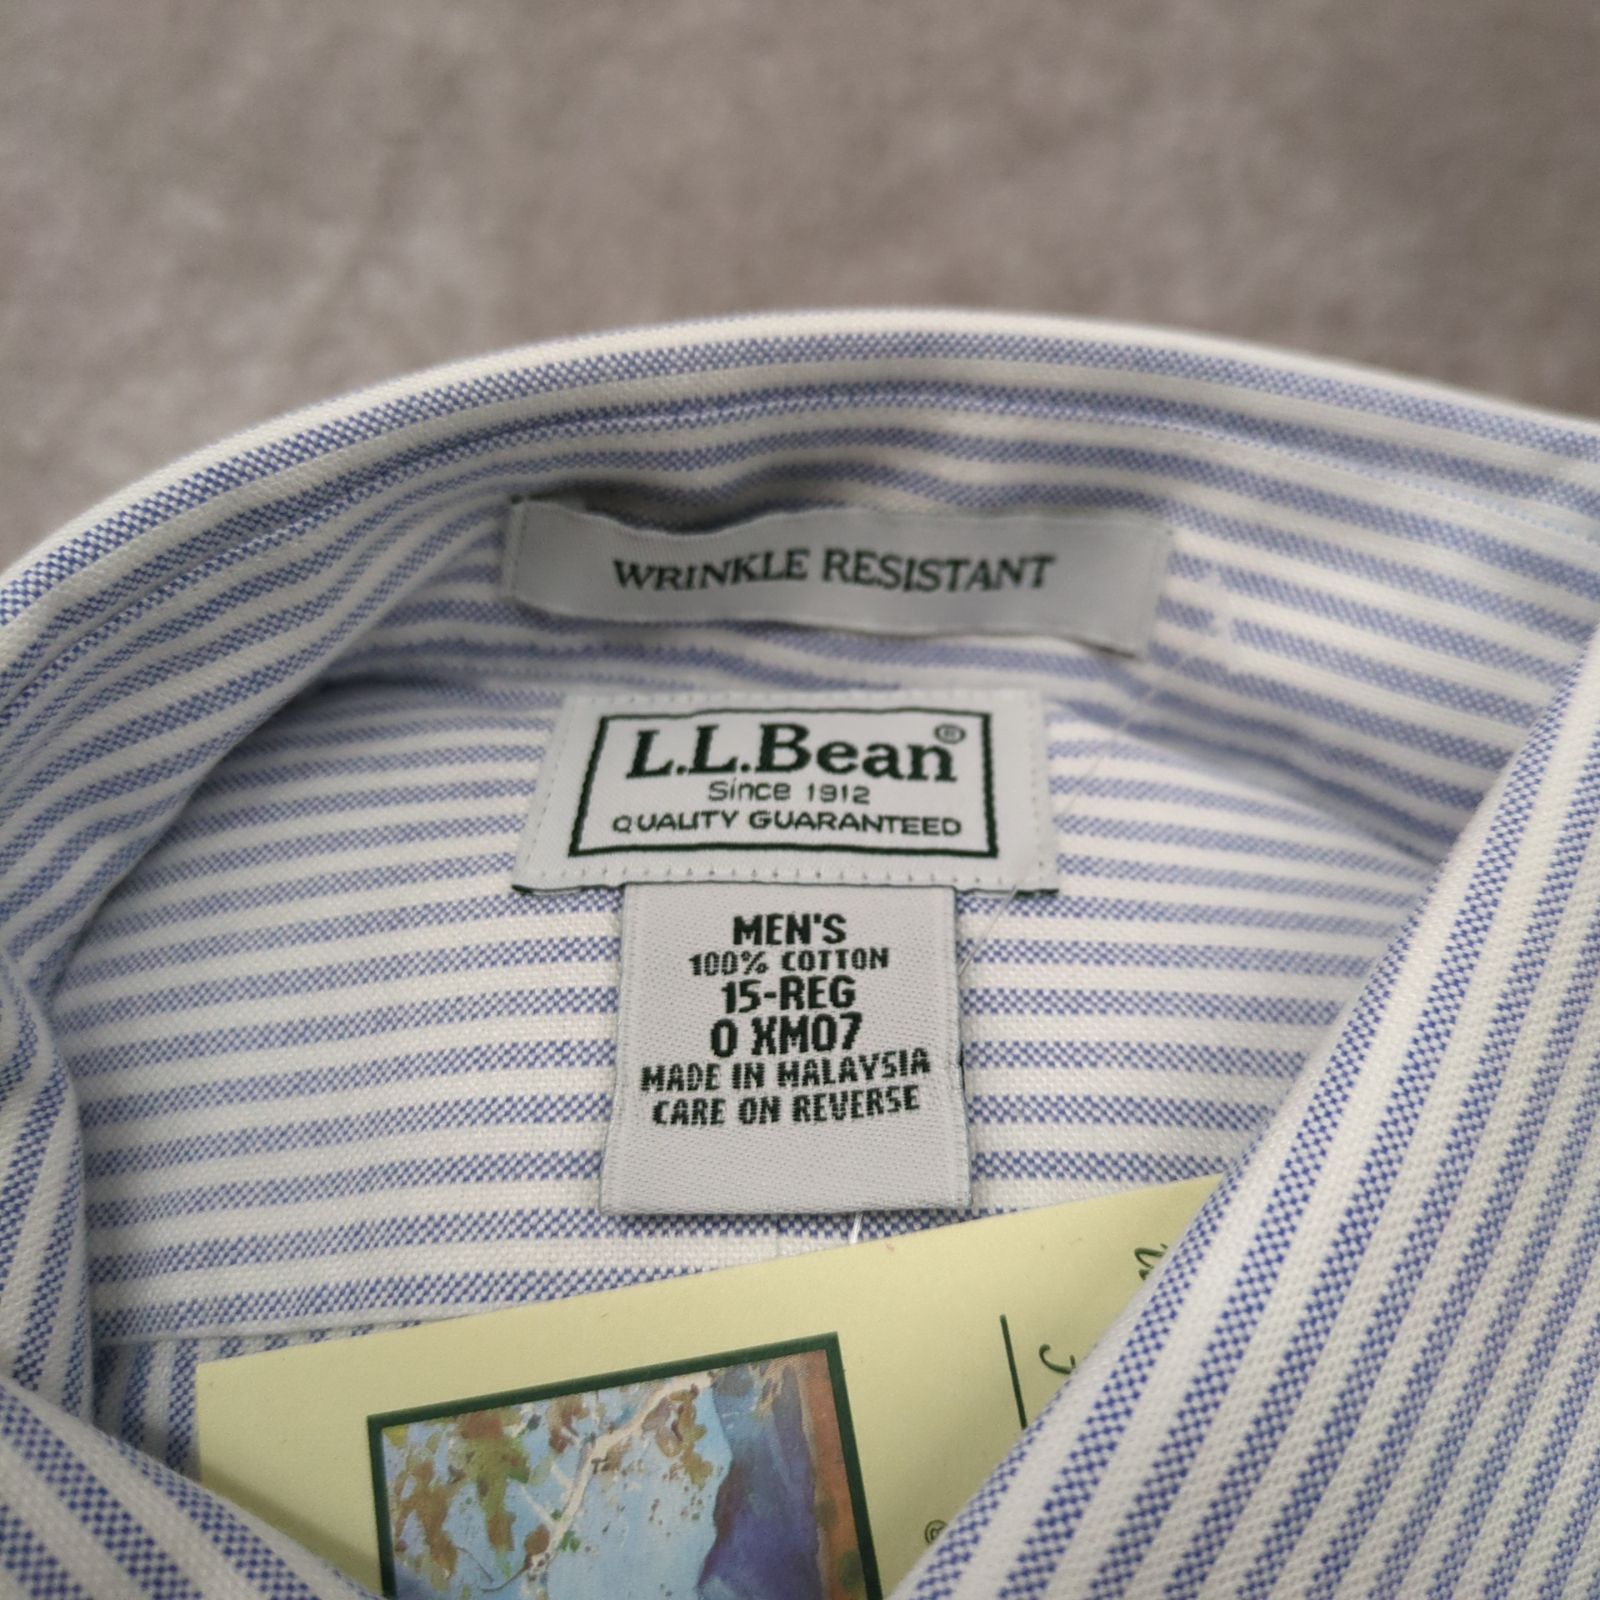 WRINKLE RESISTANT
L.L.Bean®
Since 1912
QUALITY GUARANTEED
MEN'S
100% COTTON
15-REG
0 XM07
MADE IN MALAYSIA
CARE ON REVERSE